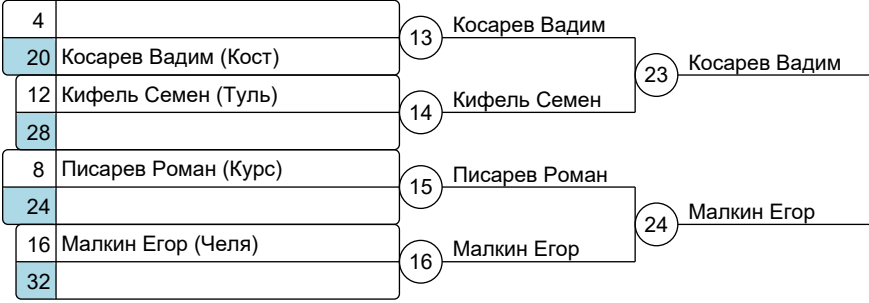 4
13
Косарев Вадим
20 Косарев Вадим (Кост)
23
Косарев Вадим
12 Кифель Семен (Туль)
14
Кифель Семен
28
8 Писарев Роман (Курс)
15
Писарев Роман
24
24
Малкин Егор
16 Малкин Егор (Челя)
16
Малкин Егор
32